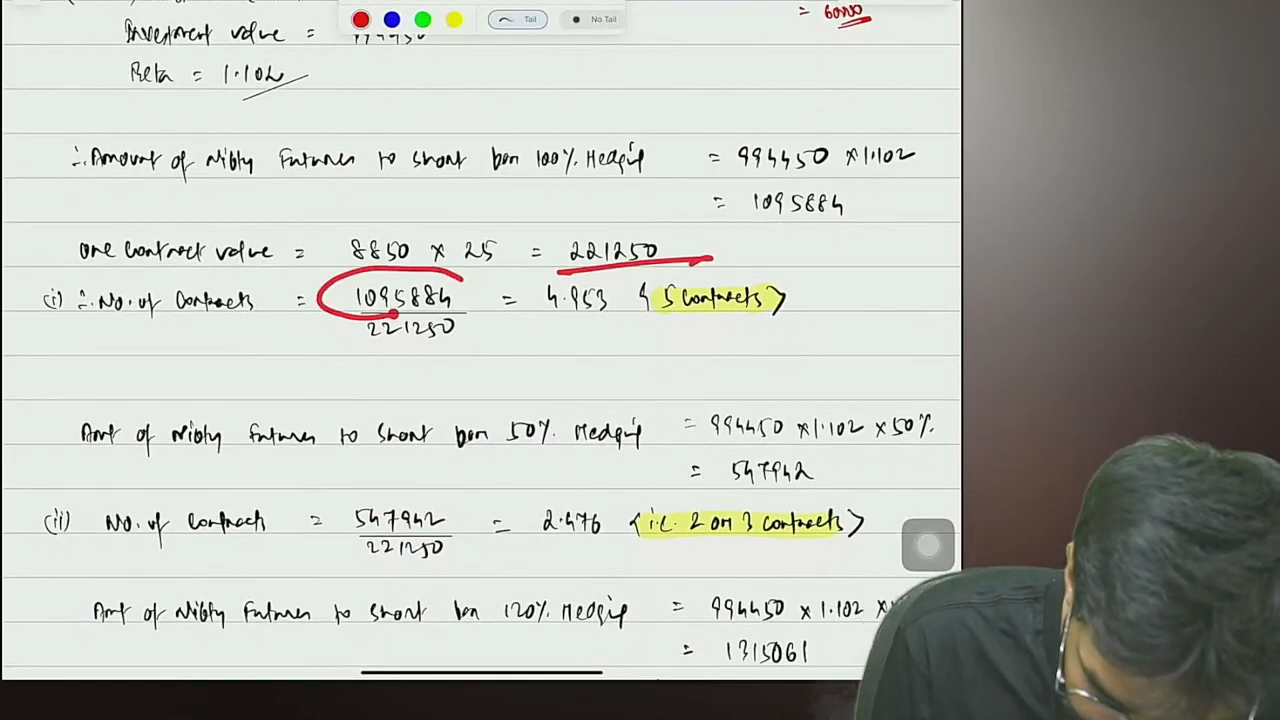 = 6000
Tail No Tail
Investment value =
Beta = 1.102
∴ Amount of Nifty Futures to short for 100% Hedging = 994450 × 1.102
= 1095884
One contract value = 8850 × 25 = 221250
(i) ∴ No. of Contracts = 1095884 / 221250 = 4.953 {5 contracts}
Amt of Nifty Futures to short for 50% Hedging = 994450 × 1.102 × 50%
= 547942
(ii) No. of Contracts = 547942 / 221250 = 2.476 {i.e. 2 or 3 contracts}
Amt of Nifty Futures to short for 120% Hedging = 994450 × 1.102 ×
= 1315061